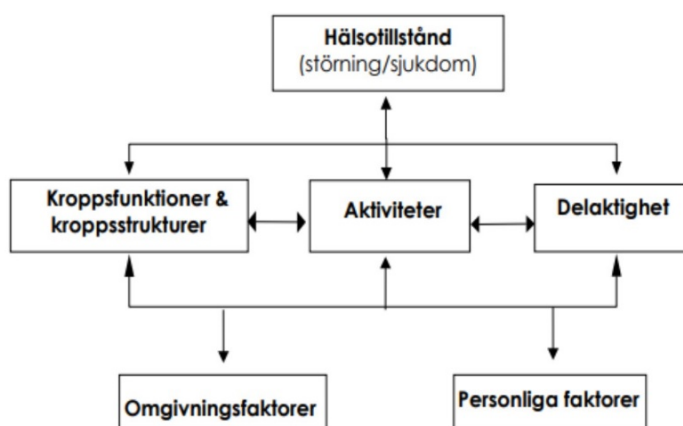 Hälsotillstånd
(störning/sjukdom)
Kroppsfunktioner &
kroppsstrukturer
Aktiviteter
Delaktighet
Omgivningsfaktorer
Personliga faktorer